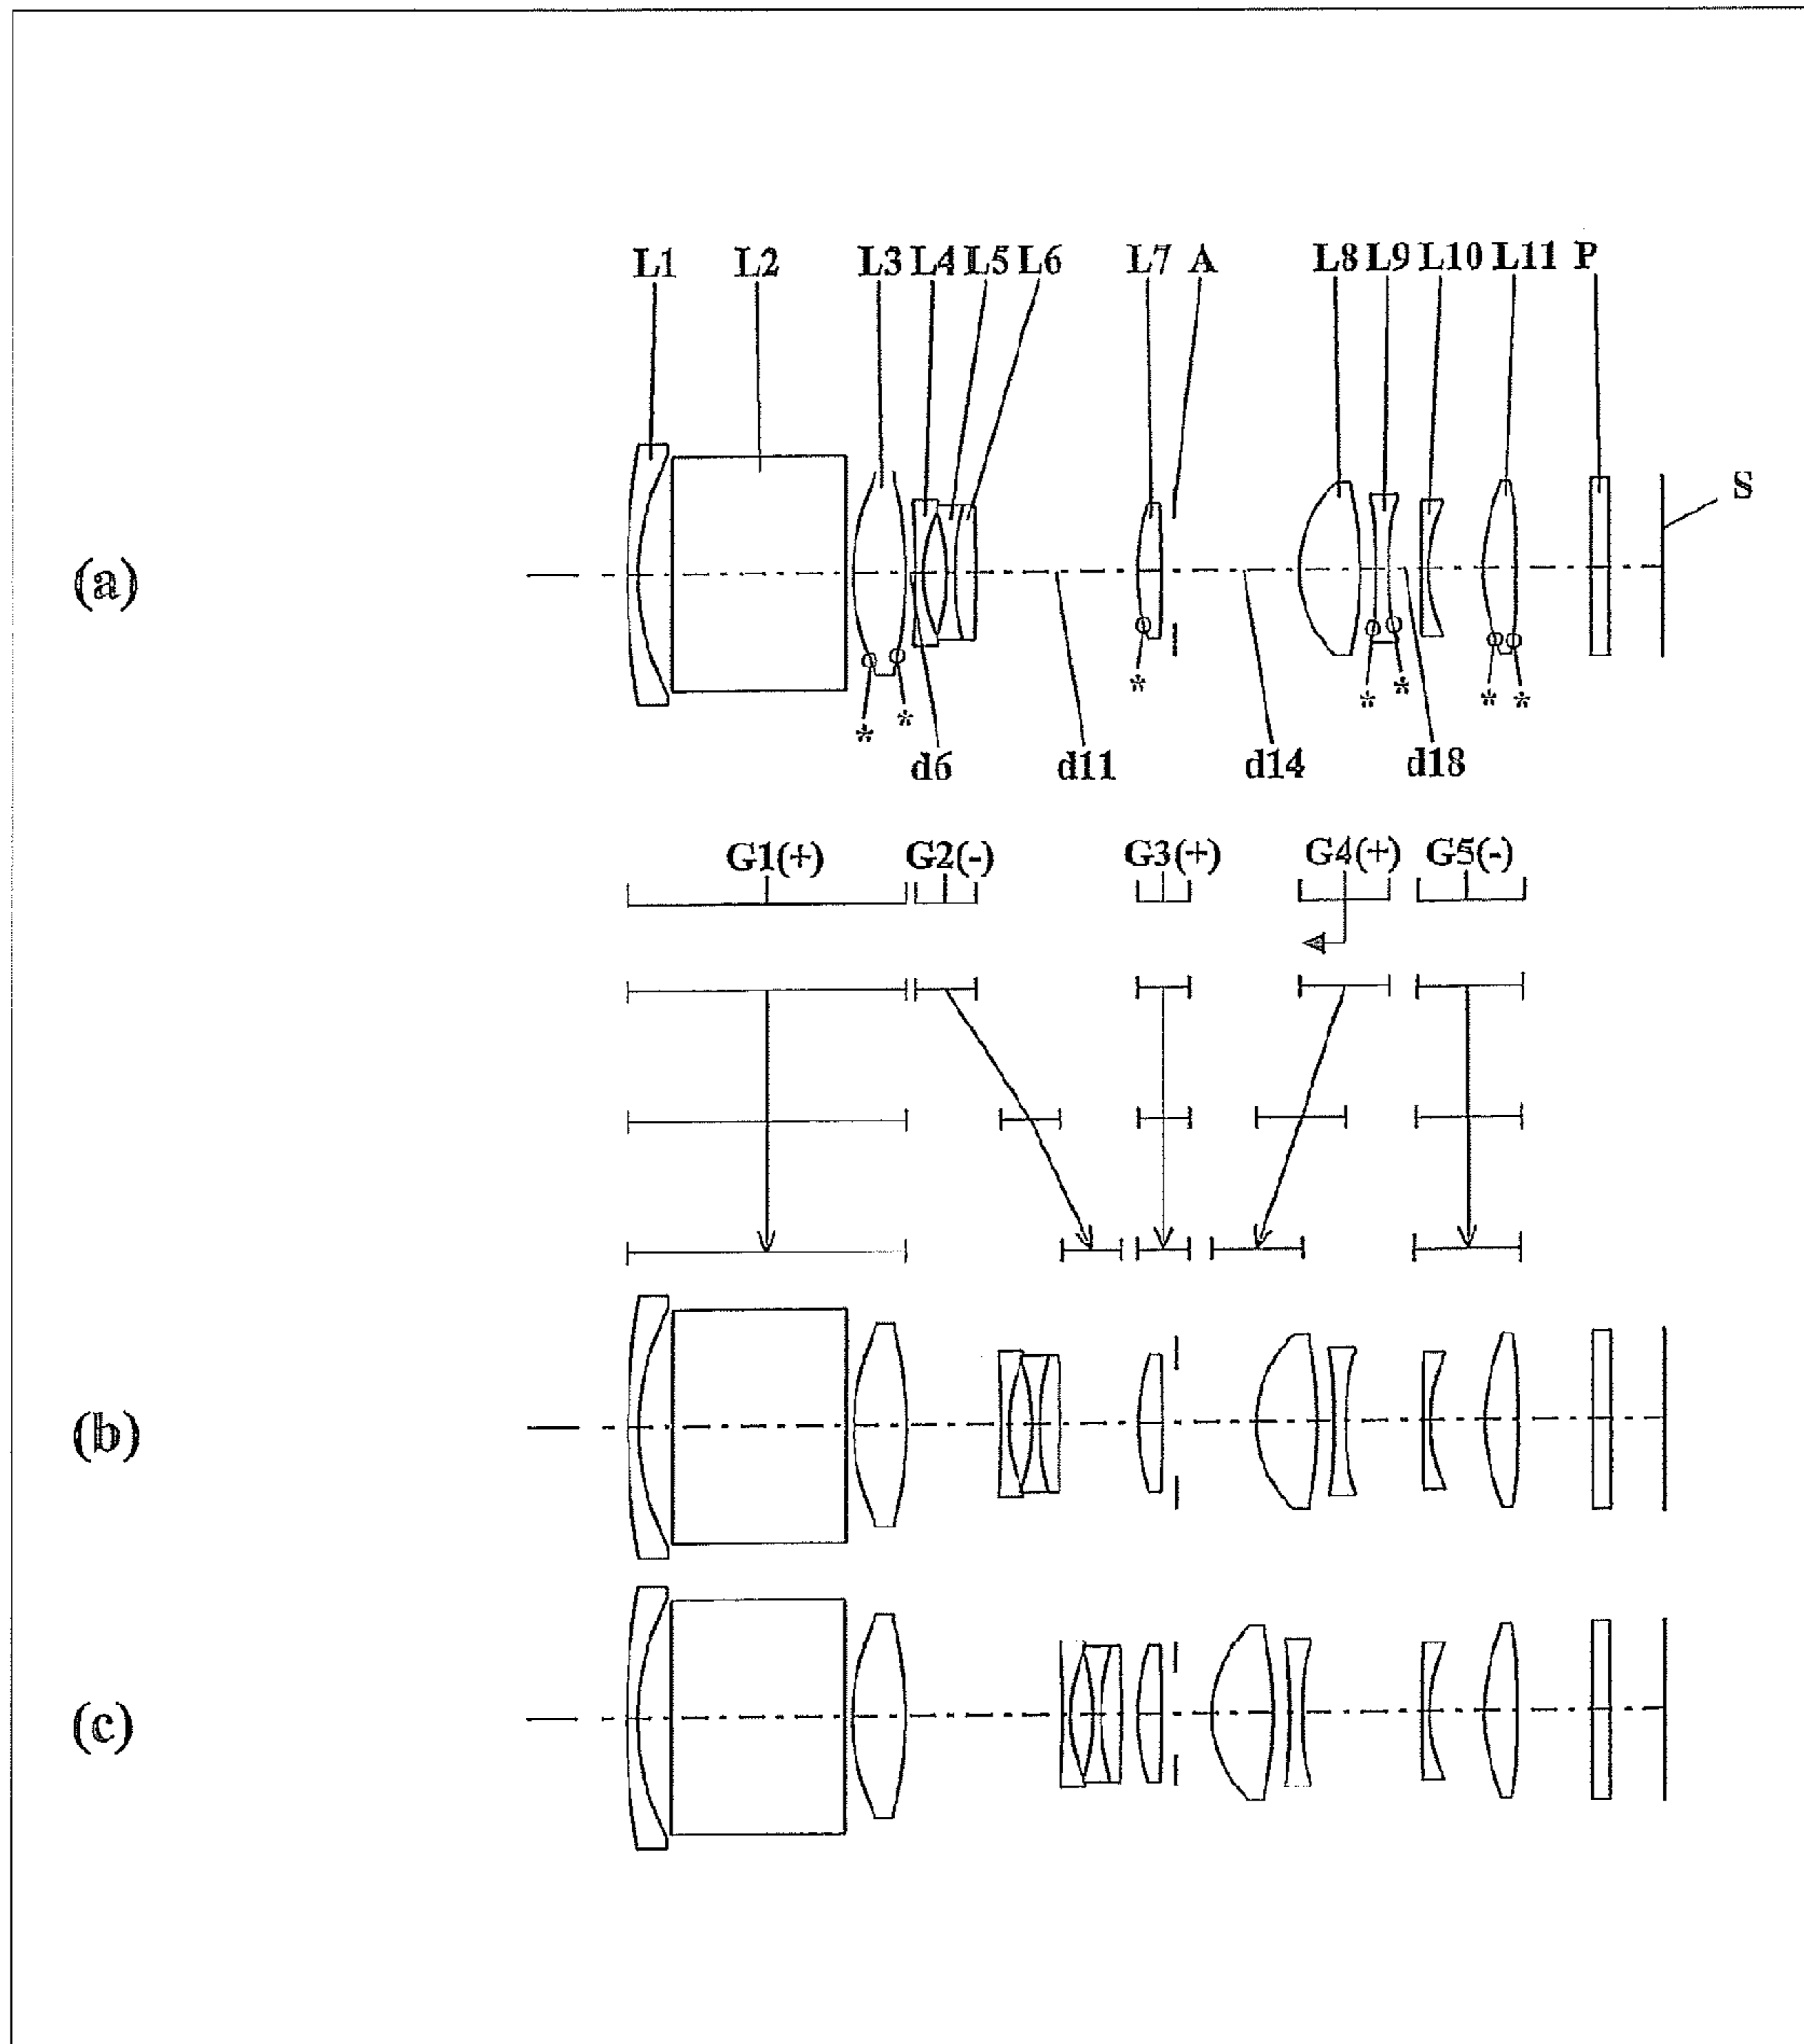 L1 L2 L3 L4 L5 L6 L7 A L8 L9 L10 L11 P
S
(a)
* * * * * * *
d6 d11 d14 d18
G1(+) G2(-) G3(+) G4(+) G5(-)
(b)
(c)